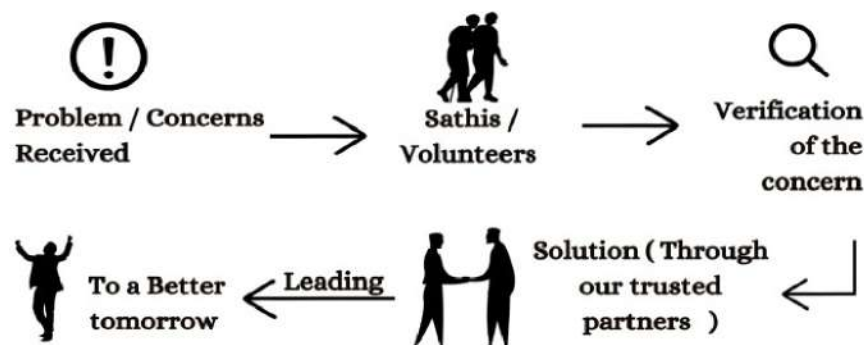 Problem / Concerns
Received
Sathis /
Volunteers
Verification
of the
concern
Solution ( Through
our trusted
partners )
Leading
To a Better
tomorrow